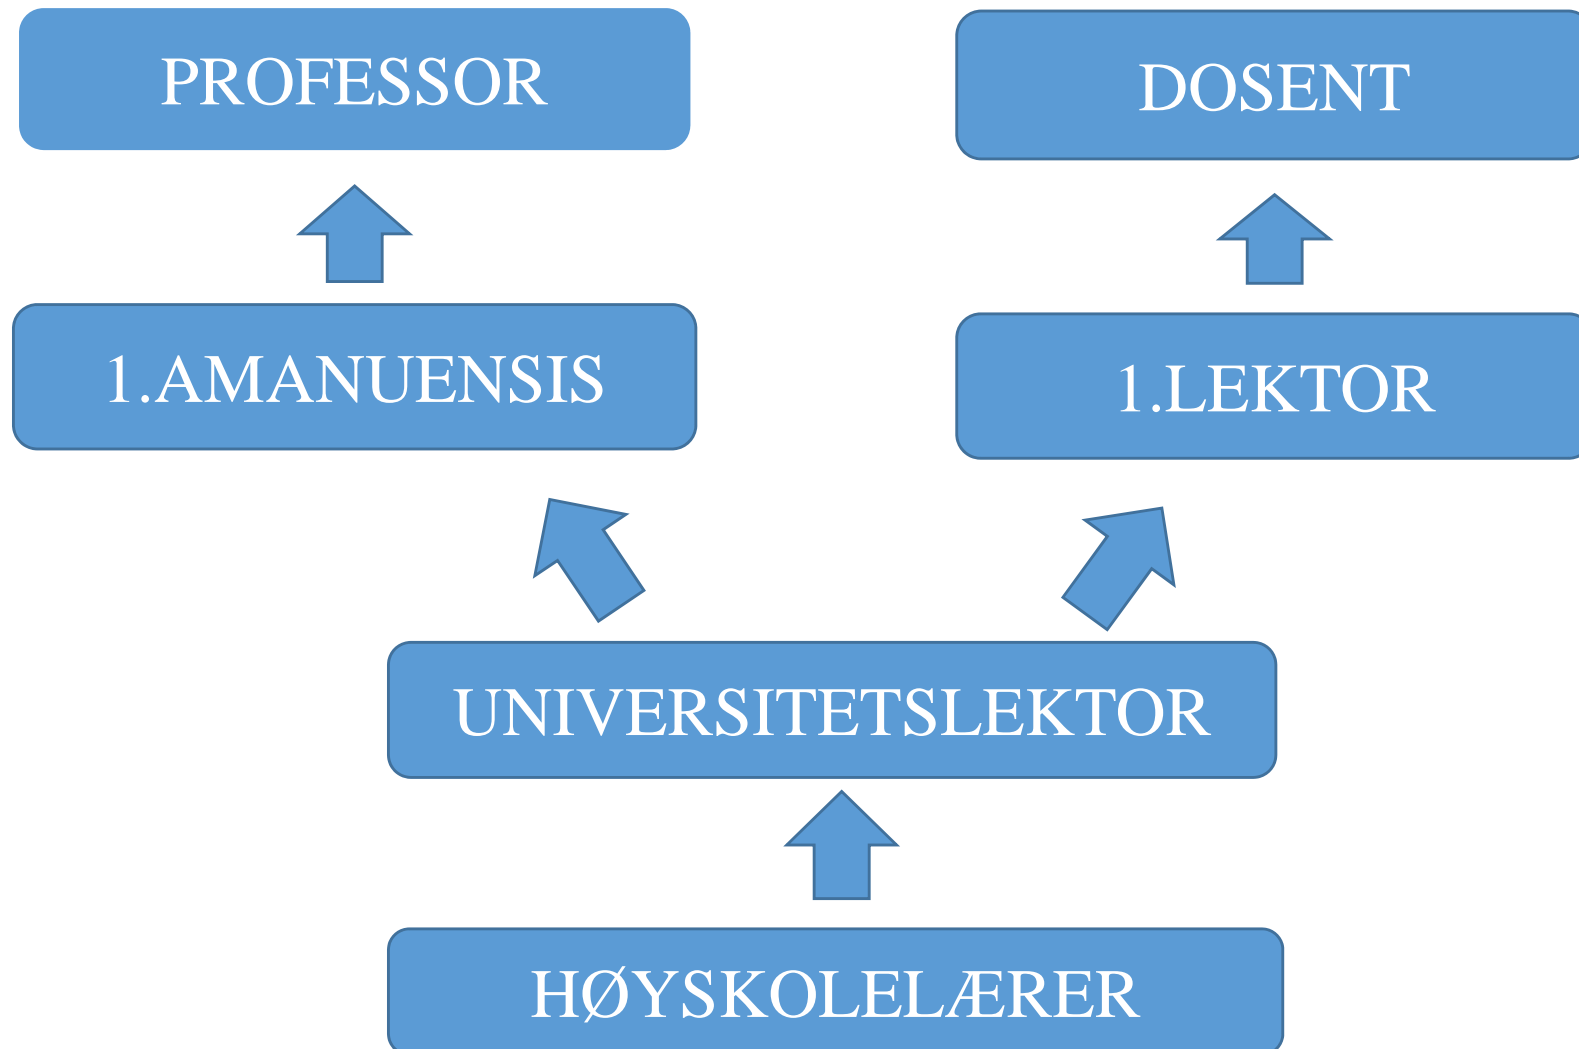 PROFESSOR
DOSENT
1.AMANUENSIS
1.LEKTOR
UNIVERSITETSLEKTOR
HØYSKOLELÆRER